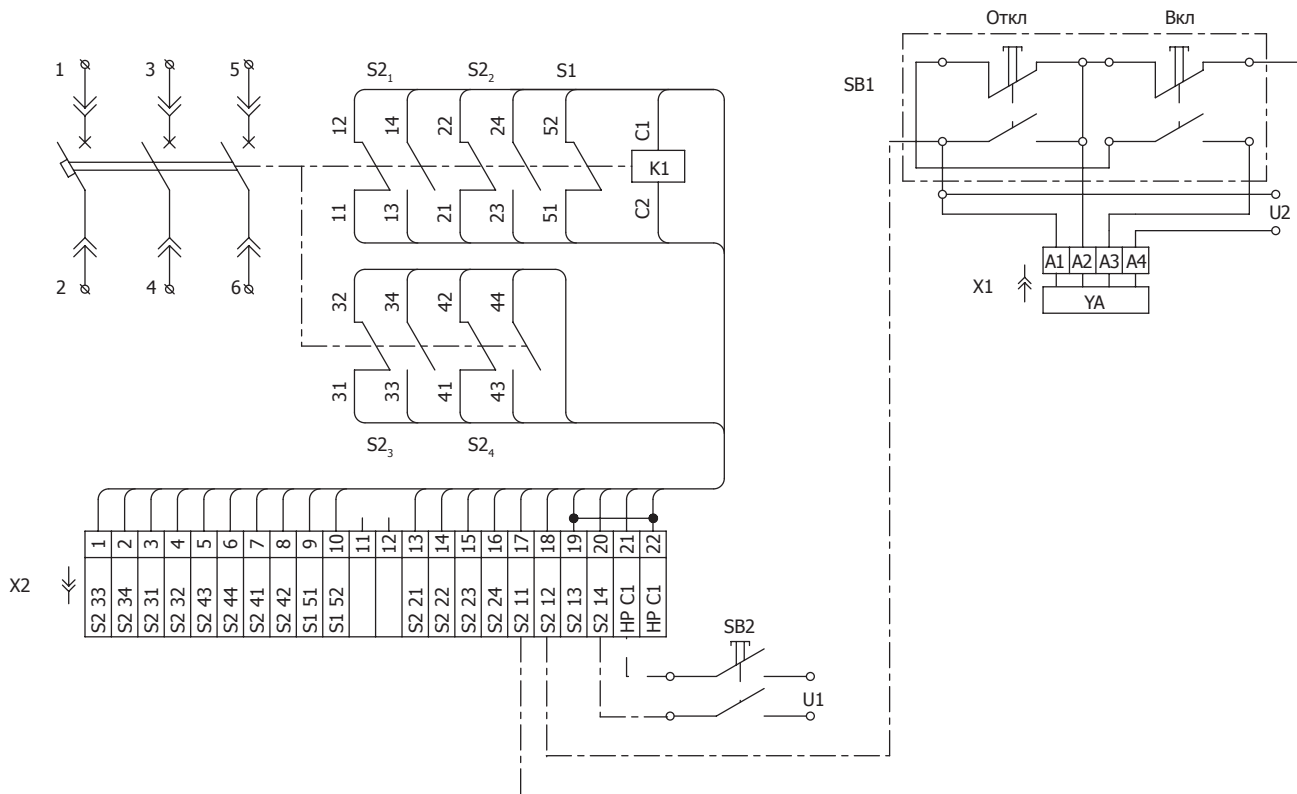 Откл Вкл
SB1
1 3 5
S2₁ S2₂ S1
12 14 22 24 52 C1
K1
11 13 21 23 51 C2
2 4 6
U2
A1 A2 A3 A4
X1
YA
32 34 42 44
31 33 41 43
S2₃ S2₄
1 2 3 4 5 6 7 8 9 10 11 12 13 14 15 16 17 18 19 20 21 22
X2
S2 33 S2 34 S2 31 S2 32 S2 43 S2 44 S2 41 S2 42 S1 51 S1 52 S2 21 S2 22 S2 23 S2 24 S2 11 S2 12 S2 13 S2 14 HP C1 HP C1
SB2
U1